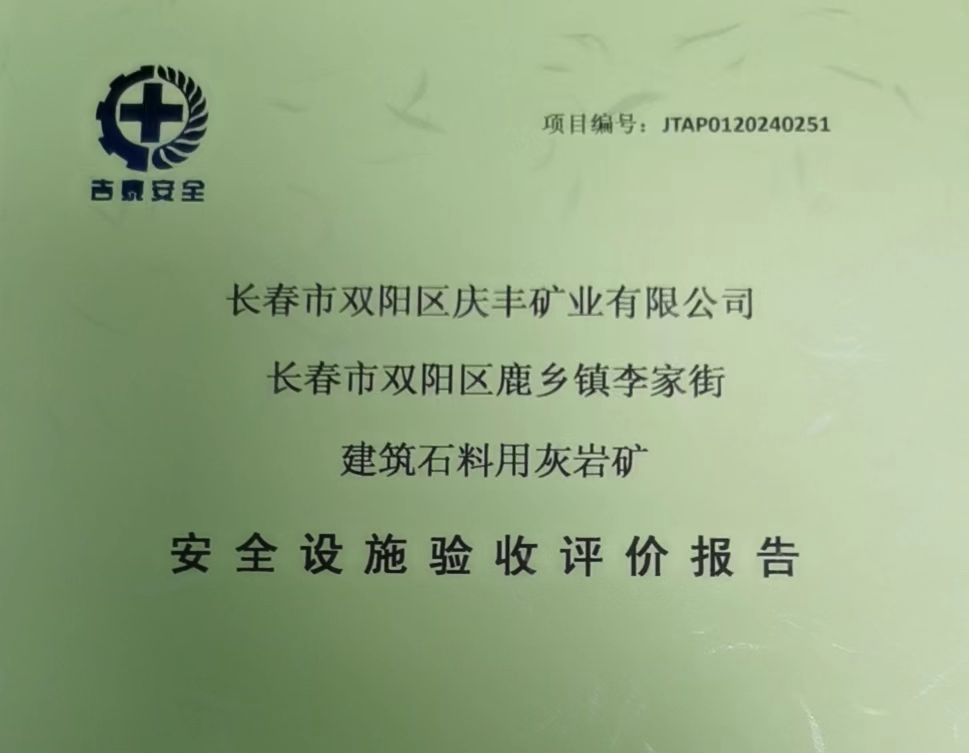 项目编号：JTAP0120240251
吉泰安全
长春市双阳区庆丰矿业有限公司
长春市双阳区鹿乡镇李家街
建筑石料用灰岩矿
安全设施验收评价报告